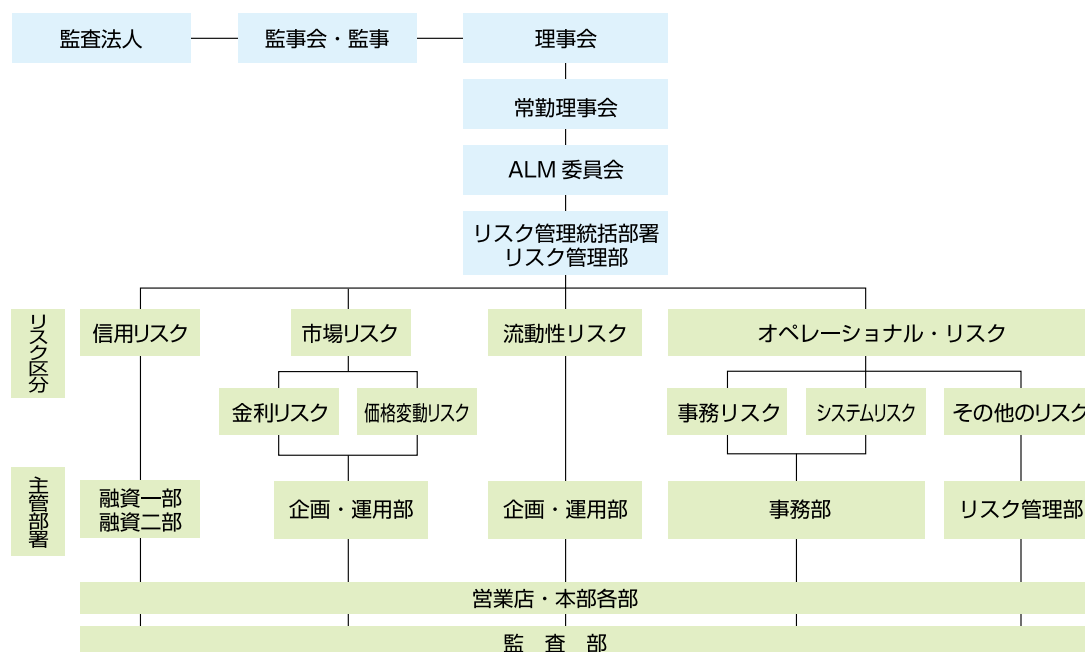 監査法人
監事会・監事
理事会
常勤理事会
ALM 委員会
リスク管理統括部署
リスク管理部
リスク区分
信用リスク
市場リスク
流動性リスク
オペレーショナル・リスク
金利リスク
価格変動リスク
事務リスク
システムリスク
その他のリスク
主管部署
融資一部
融資二部
企画・運用部
企画・運用部
事務部
リスク管理部
営業店・本部各部
監　査　部